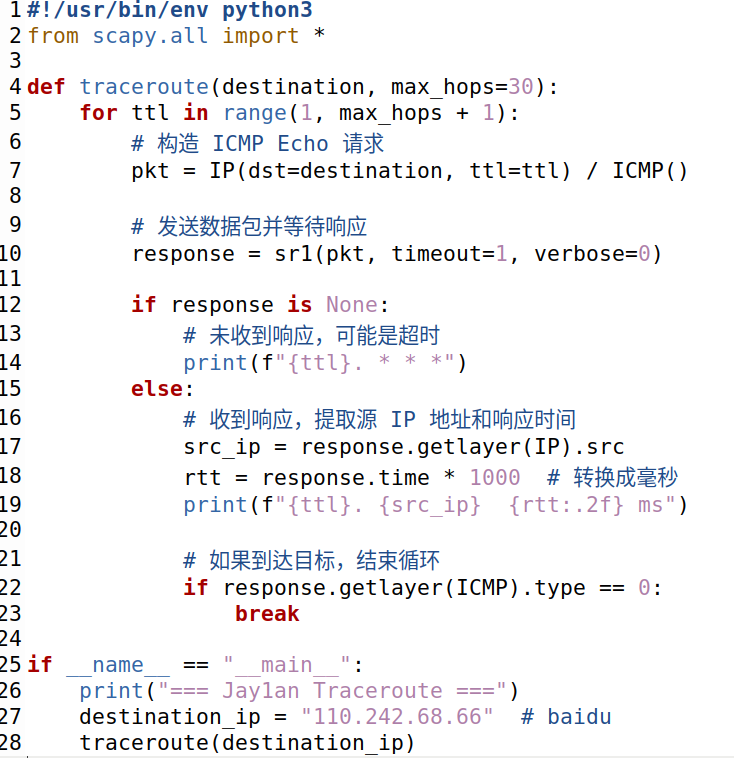 1 #!/usr/bin/env python3
2 from scapy.all import *
3
4 def traceroute(destination, max_hops=30):
5     for ttl in range(1, max_hops + 1):
6         # 构造 ICMP Echo 请求
7         pkt = IP(dst=destination, ttl=ttl) / ICMP()
8
9         # 发送数据包并等待响应
10         response = sr1(pkt, timeout=1, verbose=0)
11
12         if response is None:
13             # 未收到响应，可能是超时
14             print(f"{ttl}. * * *")
15         else:
16             # 收到响应，提取源 IP 地址和响应时间
17             src_ip = response.getlayer(IP).src
18             rtt = response.time * 1000  # 转换成毫秒
19             print(f"{ttl}. {src_ip}  {rtt:.2f} ms")
20
21             # 如果到达目标，结束循环
22             if response.getlayer(ICMP).type == 0:
23                 break
24
25 if __name__ == "__main__":
26     print("=== Jay1an Traceroute ===")
27     destination_ip = "110.242.68.66"  # baidu
28     traceroute(destination_ip)